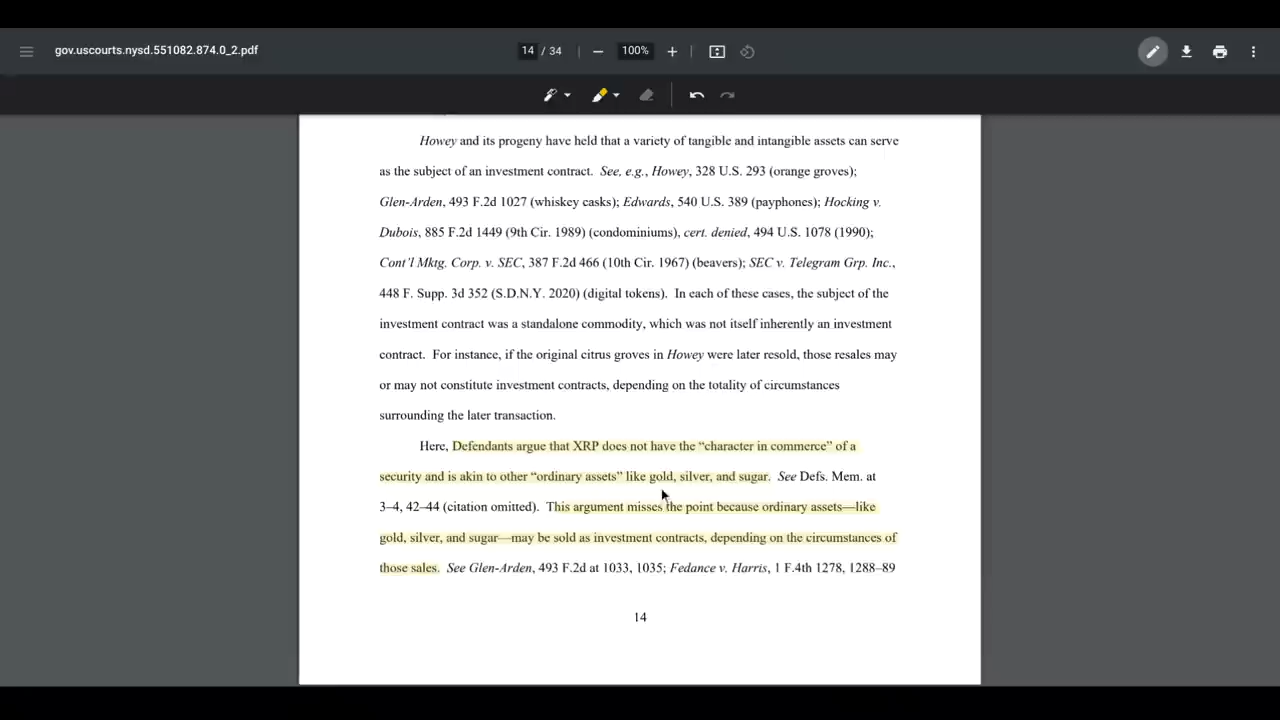 gov.uscourts.nysd.551082.874.0_2.pdf
14 / 34
100%
Howey and its progeny have held that a variety of tangible and intangible assets can serve
as the subject of an investment contract. See, e.g., Howey, 328 U.S. 293 (orange groves);
Glen-Arden, 493 F.2d 1027 (whiskey casks); Edwards, 540 U.S. 389 (payphones); Hocking v.
Dubois, 885 F.2d 1449 (9th Cir. 1989) (condominiums), cert. denied, 494 U.S. 1078 (1990);
Cont’l Mktg. Corp. v. SEC, 387 F.2d 466 (10th Cir. 1967) (beavers); SEC v. Telegram Grp. Inc.,
448 F. Supp. 3d 352 (S.D.N.Y. 2020) (digital tokens). In each of these cases, the subject of the
investment contract was a standalone commodity, which was not itself inherently an investment
contract. For instance, if the original citrus groves in Howey were later resold, those resales may
or may not constitute investment contracts, depending on the totality of circumstances
surrounding the later transaction.
Here, Defendants argue that XRP does not have the “character in commerce” of a
security and is akin to other “ordinary assets” like gold, silver, and sugar. See Defs. Mem. at
3–4, 42–44 (citation omitted). This argument misses the point because ordinary assets—like
gold, silver, and sugar—may be sold as investment contracts, depending on the circumstances of
those sales. See Glen-Arden, 493 F.2d at 1033, 1035; Fedance v. Harris, 1 F.4th 1278, 1288–89
14